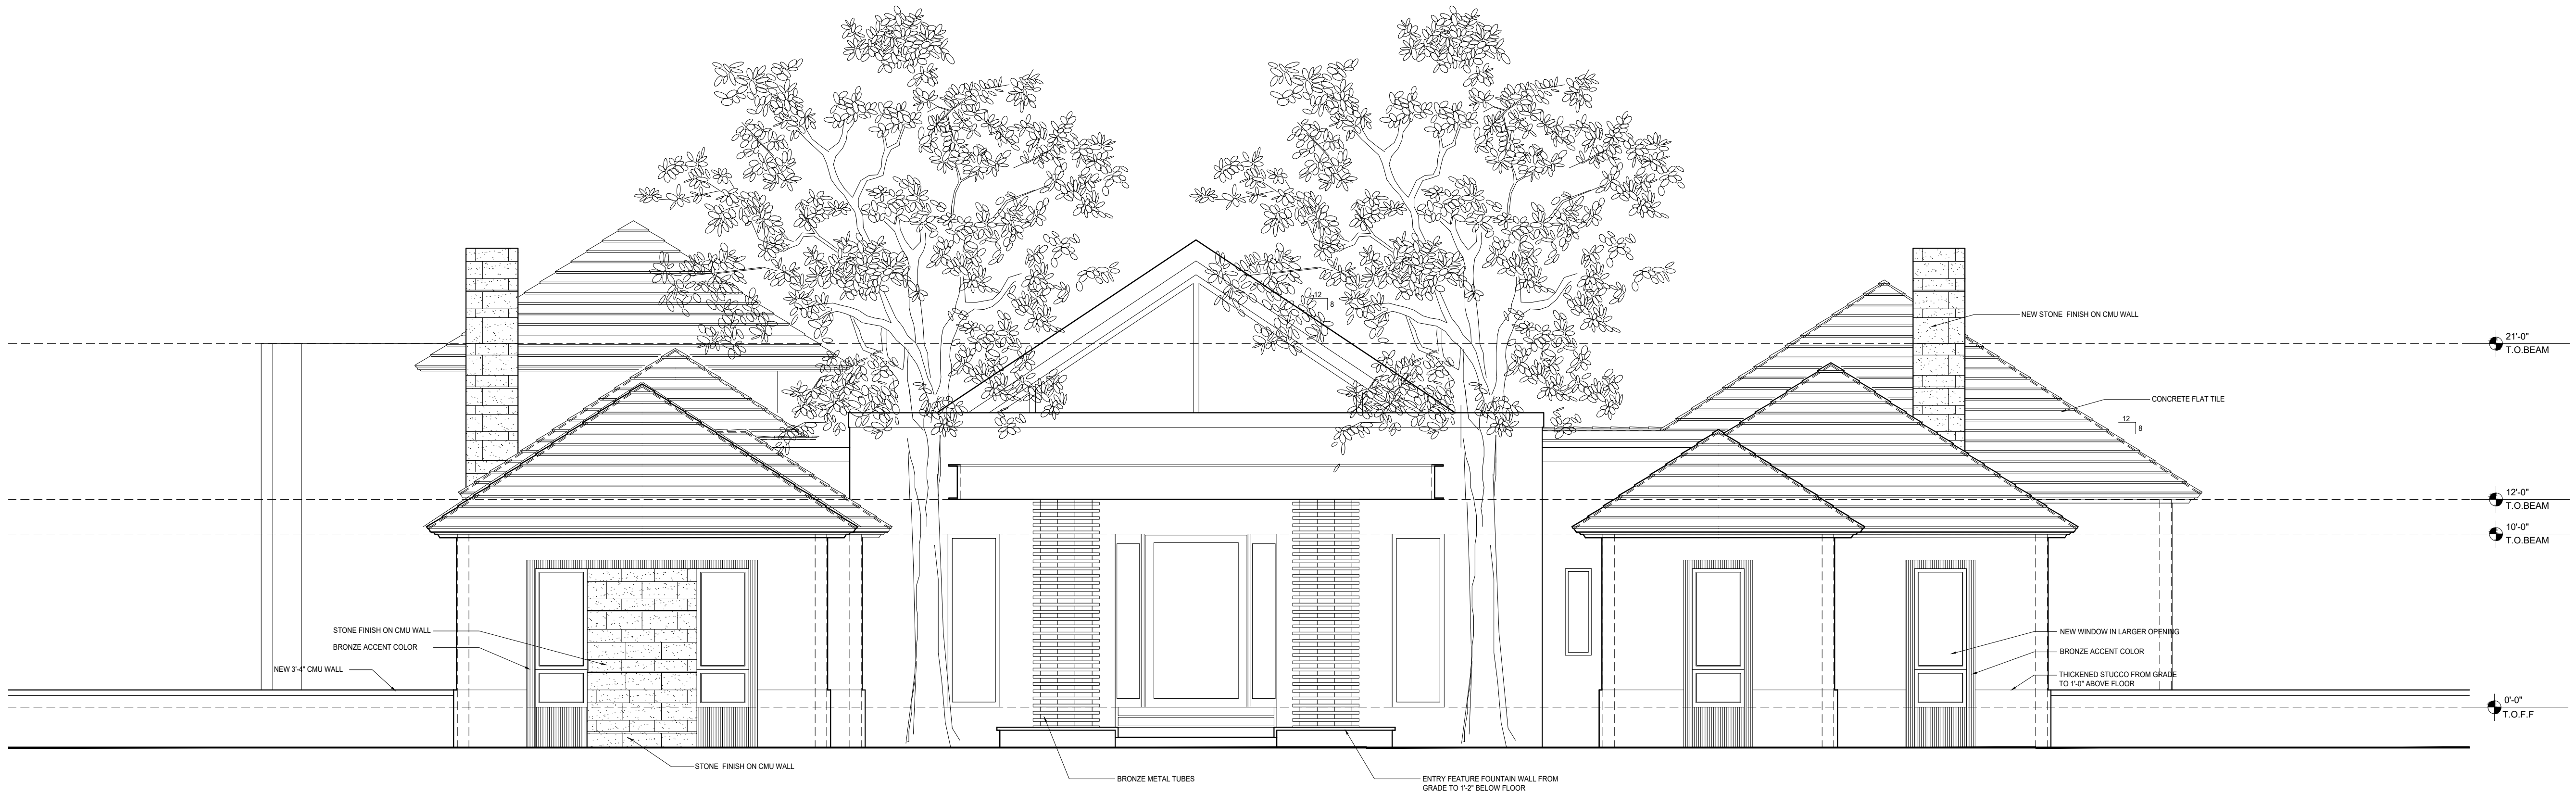 12
8
NEW STONE  FINISH ON CMU WALL
21'-0"
T.O.BEAM
CONCRETE FLAT TILE
12
8
12'-0"
T.O.BEAM
10'-0"
T.O.BEAM
STONE FINISH ON CMU WALL
BRONZE ACCENT COLOR
NEW 3'-4" CMU WALL
NEW WINDOW IN LARGER OPENING
BRONZE ACCENT COLOR
THICKENED STUCCO FROM GRADE
TO 1'-0" ABOVE FLOOR
0'-0"
T.O.F.F
STONE  FINISH ON CMU WALL
BRONZE METAL TUBES
ENTRY FEATURE FOUNTAIN WALL FROM
GRADE TO 1'-2" BELOW FLOOR